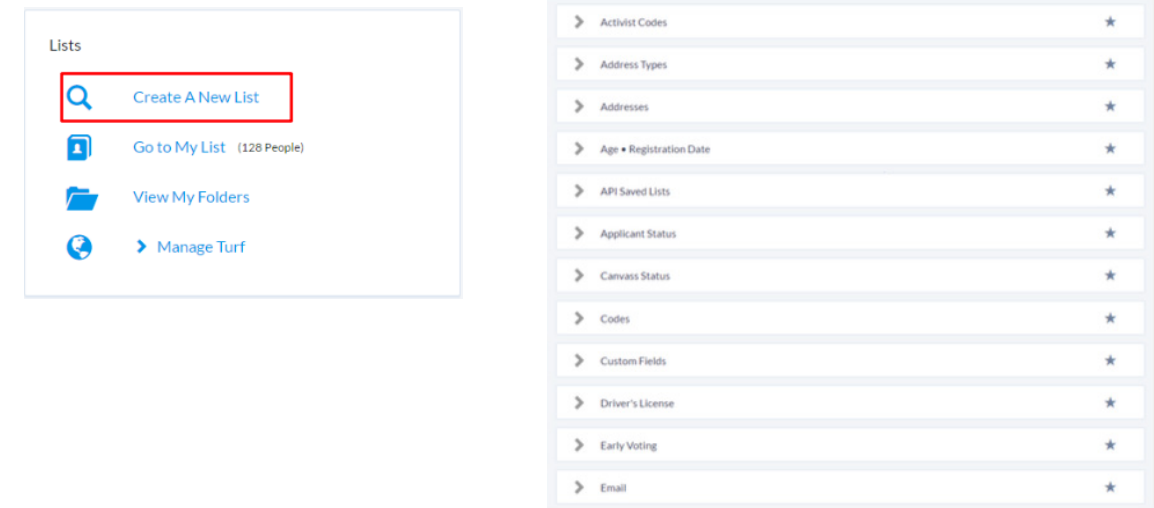 Lists
Create A New List
Go to My List (128 People)
View My Folders
Manage Turf
Activist Codes
Address Types
Addresses
Age • Registration Date
API Saved Lists
Applicant Status
Canvass Status
Codes
Custom Fields
Driver's License
Early Voting
Email